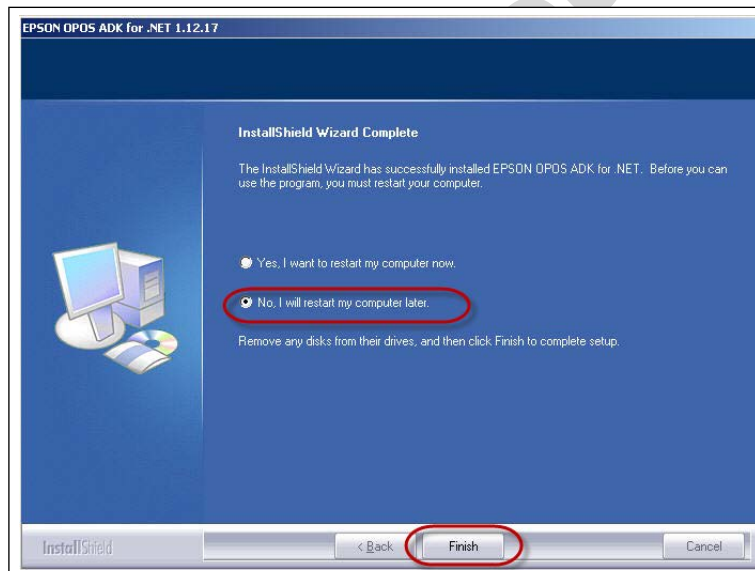 EPSON OPOS ADK for .NET 1.12.17
InstallShield Wizard Complete
The InstallShield Wizard has successfully installed EPSON OPOS ADK for .NET. Before you can
use the program, you must restart your computer.
Yes, I want to restart my computer now.
No, I will restart my computer later.
Remove any disks from their drives, and then click Finish to complete setup.
InstallShield
< Back
Finish
Cancel